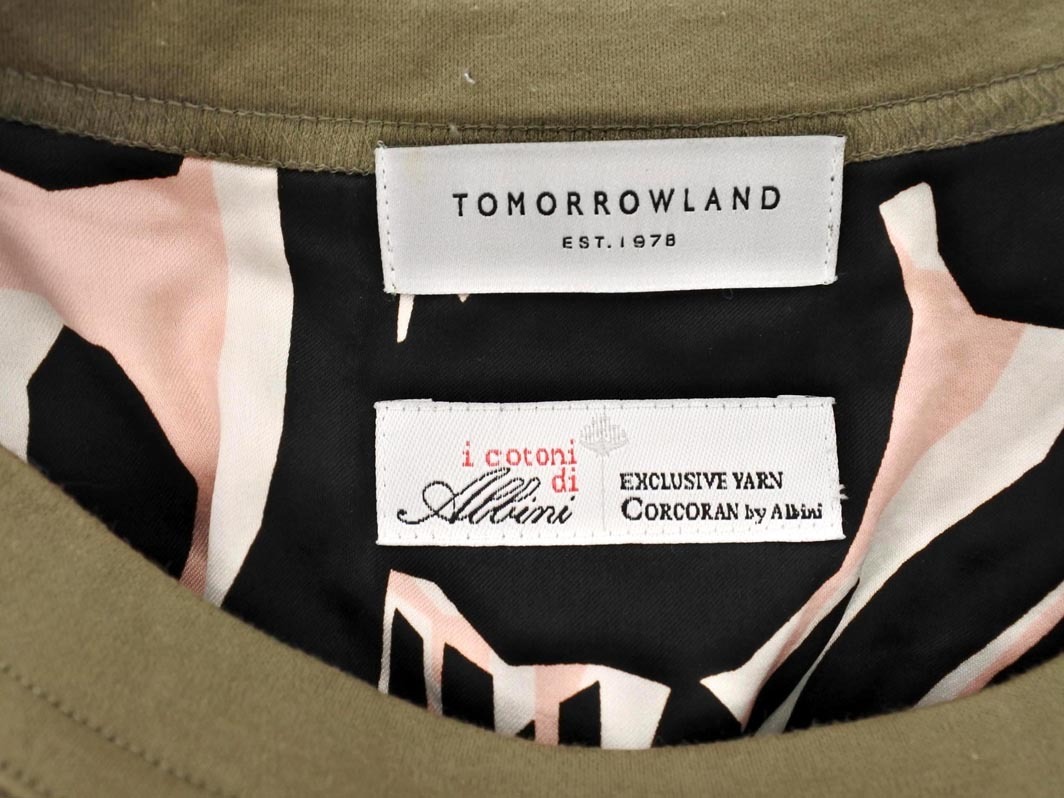 TOMORROWLAND
EST. 1978
i cotoni
di
Albini
EXCLUSIVE YARN
CORCORAN by Albini